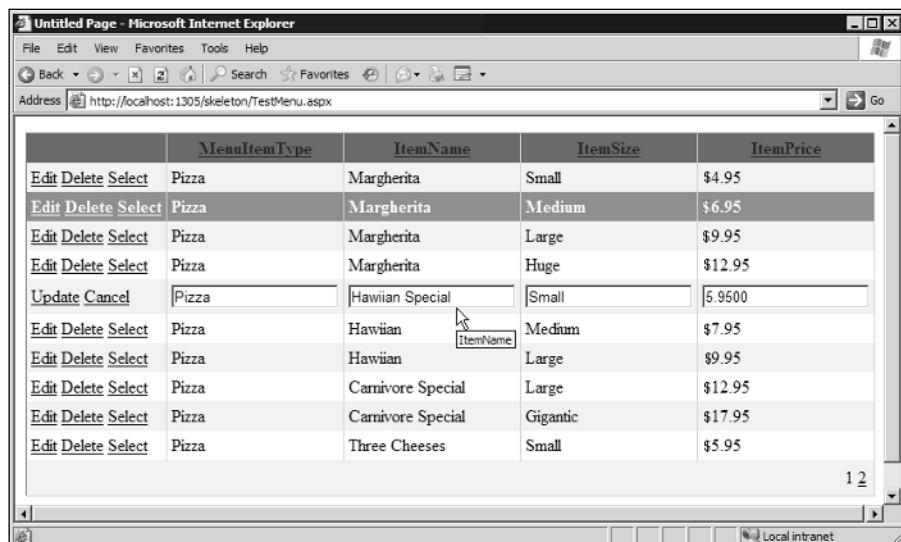 Untitled Page - Microsoft Internet Explorer
File Edit View Favorites Tools Help
Back Search Favorites
Address http://localhost:1305/skeleton/TestMenu.aspx Go
MenuItemType ItemName ItemSize ItemPrice
Edit Delete Select Pizza Margherita Small $4.95
Edit Delete Select Pizza Margherita Medium $6.95
Edit Delete Select Pizza Margherita Large $9.95
Edit Delete Select Pizza Margherita Huge $12.95
Update Cancel Pizza Hawiian Special Small 5.9500
Edit Delete Select Pizza Hawiian Medium $7.95
ItemName
Edit Delete Select Pizza Hawiian Large $9.95
Edit Delete Select Pizza Carnivore Special Large $12.95
Edit Delete Select Pizza Carnivore Special Gigantic $17.95
Edit Delete Select Pizza Three Cheeses Small $5.95
1 2
Local intranet